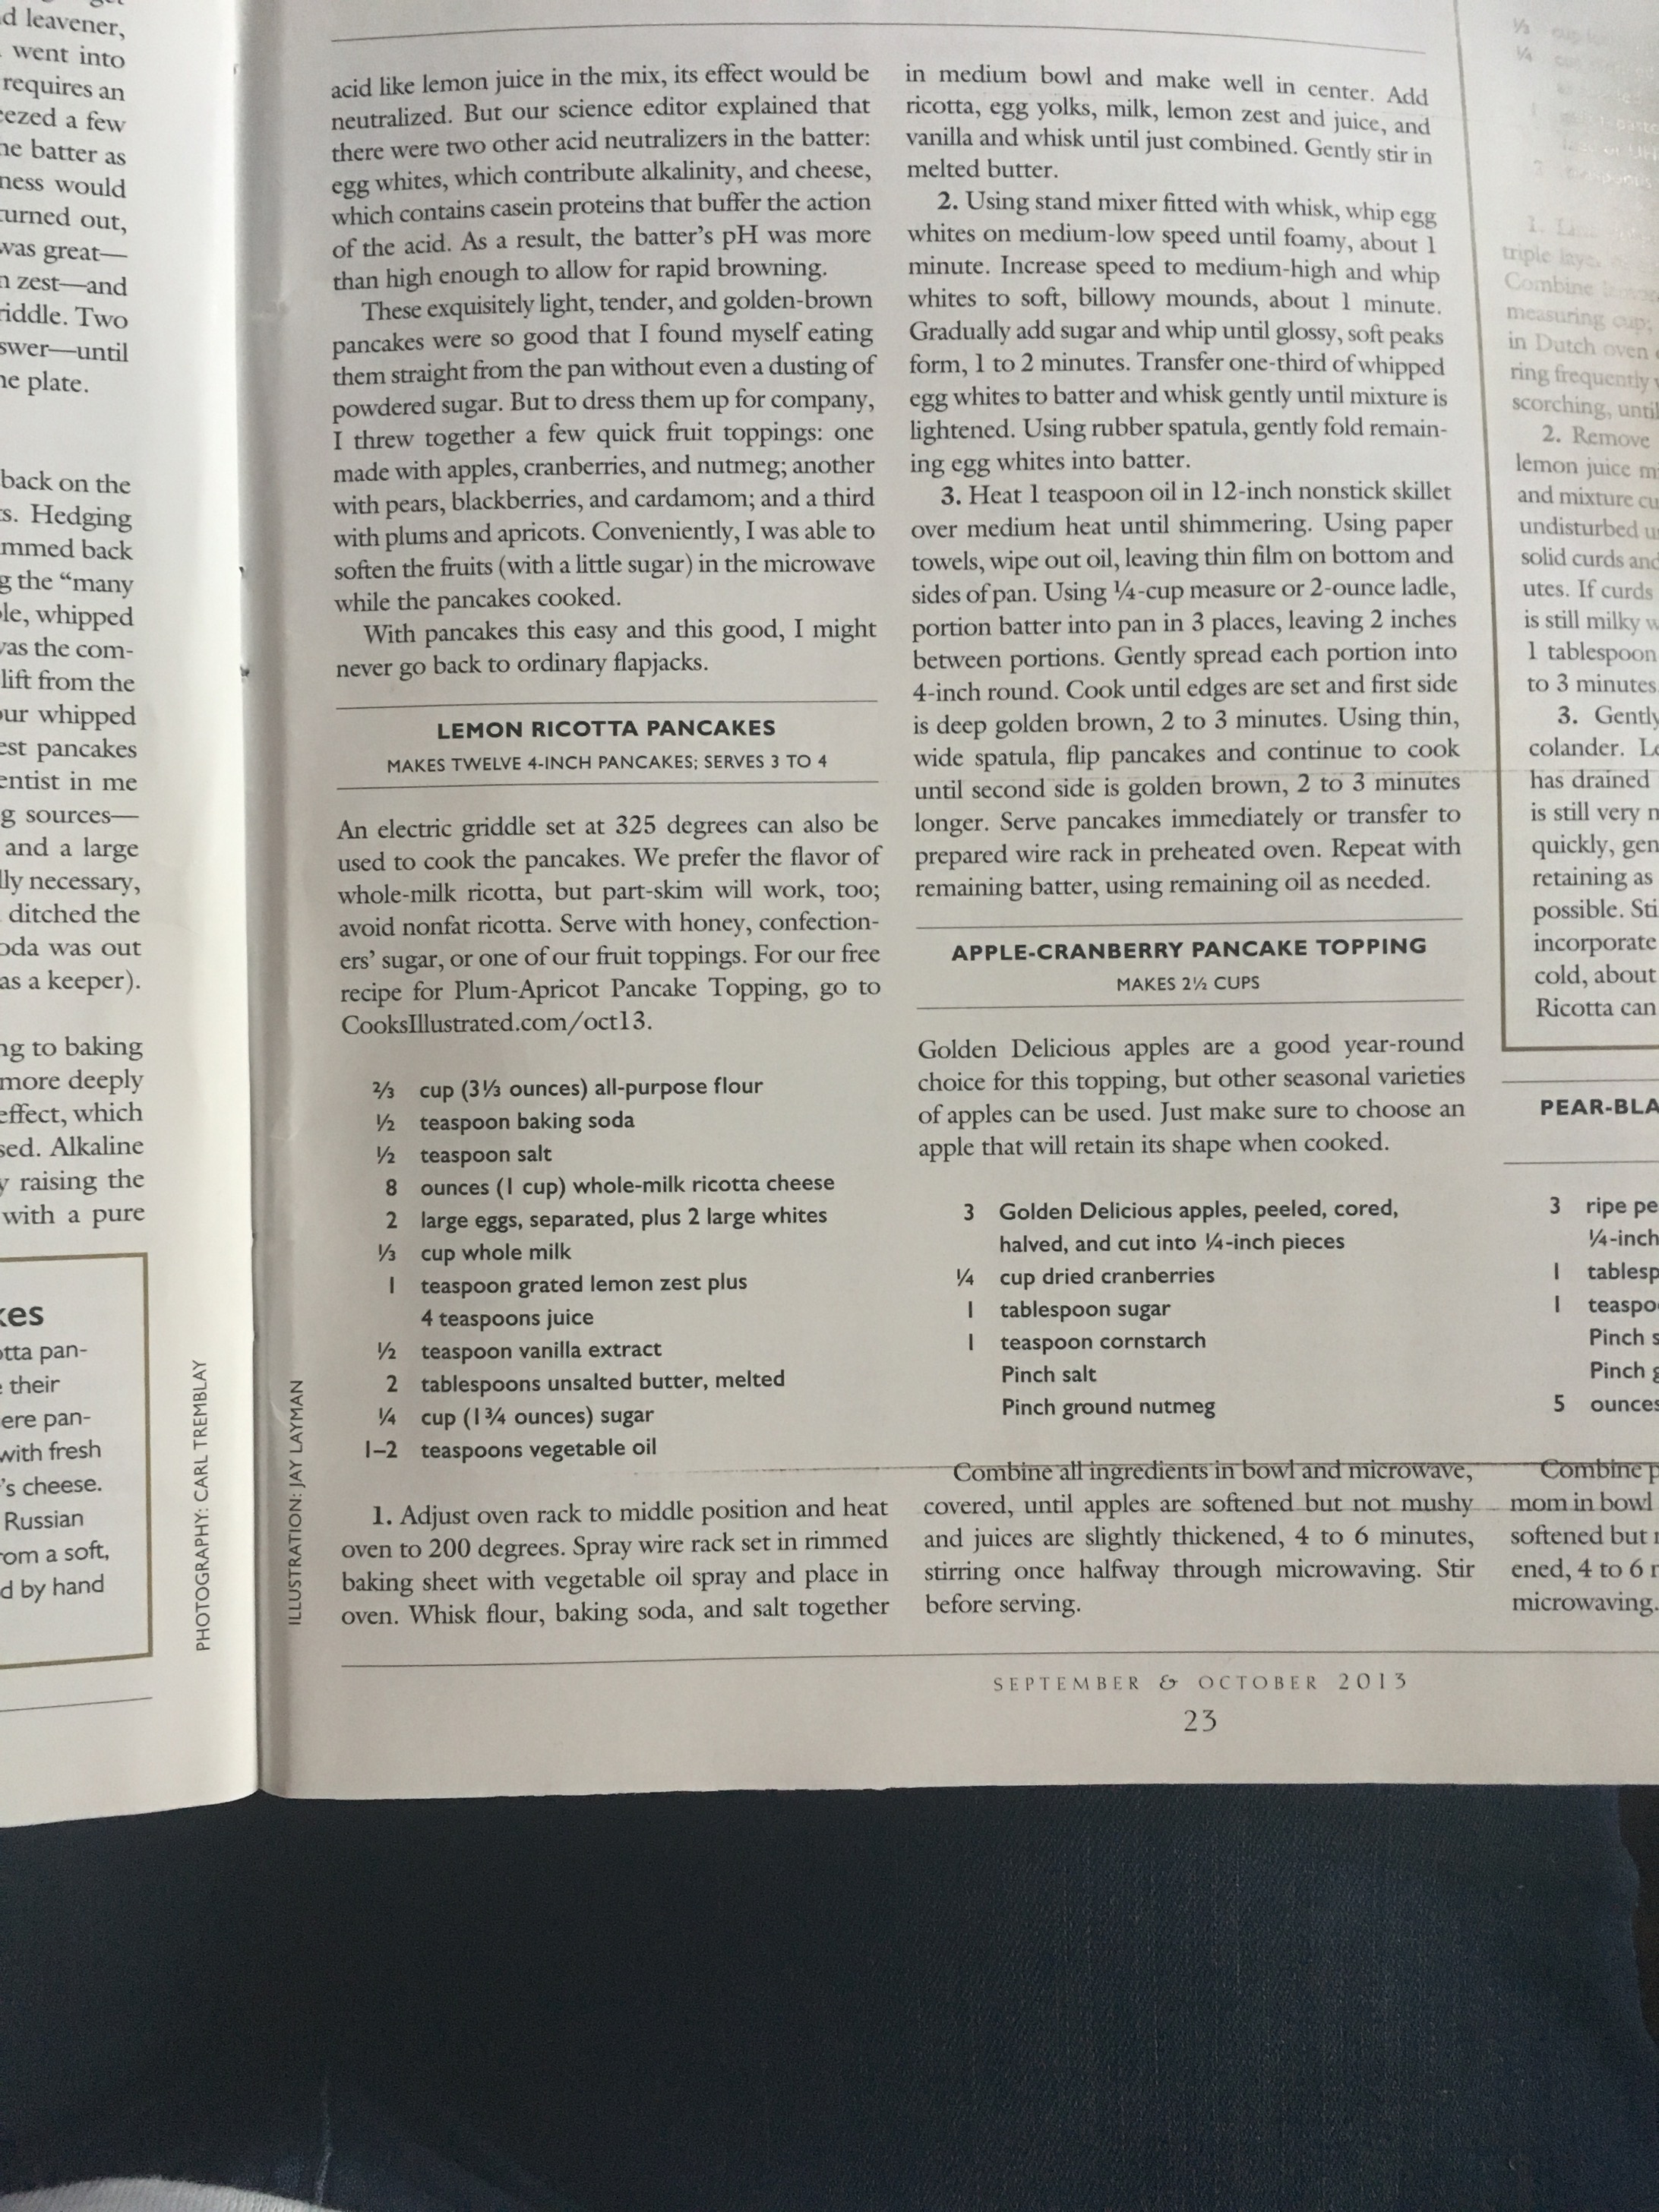 d leavener,
went into
requires an
ezed a few
he batter as
ness would
turned out,
was great—
n zest—and
riddle. Two
swer—until
ne plate.
back on the
s. Hedging
mmed back
g the “many
le, whipped
was the com-
lift from the
our whipped
est pancakes
entist in me
g sources—
and a large
lly necessary,
ditched the
oda was out
as a keeper).
ng to baking
more deeply
effect, which
sed. Alkaline
y raising the
with a pure
kes
otta pan-
their
ere pan-
with fresh
’s cheese.
Russian
rom a soft,
d by hand
PHOTOGRAPHY: CARL TREMBLAY
ILLUSTRATION: JAY LAYMAN
acid like lemon juice in the mix, its effect would be
neutralized. But our science editor explained that
there were two other acid neutralizers in the batter:
egg whites, which contribute alkalinity, and cheese,
which contains casein proteins that buffer the action
of the acid. As a result, the batter’s pH was more
than high enough to allow for rapid browning.
These exquisitely light, tender, and golden-brown
pancakes were so good that I found myself eating
them straight from the pan without even a dusting of
powdered sugar. But to dress them up for company,
I threw together a few quick fruit toppings: one
made with apples, cranberries, and nutmeg; another
with pears, blackberries, and cardamom; and a third
with plums and apricots. Conveniently, I was able to
soften the fruits (with a little sugar) in the microwave
while the pancakes cooked.
With pancakes this easy and this good, I might
never go back to ordinary flapjacks.
LEMON RICOTTA PANCAKES
MAKES TWELVE 4-INCH PANCAKES; SERVES 3 TO 4
An electric griddle set at 325 degrees can also be
used to cook the pancakes. We prefer the flavor of
whole-milk ricotta, but part-skim will work, too;
avoid nonfat ricotta. Serve with honey, confection-
ers’ sugar, or one of our fruit toppings. For our free
recipe for Plum-Apricot Pancake Topping, go to
CooksIllustrated.com/oct13.
⅔ cup (3⅓ ounces) all-purpose flour
½ teaspoon baking soda
½ teaspoon salt
8 ounces (1 cup) whole-milk ricotta cheese
2 large eggs, separated, plus 2 large whites
⅓ cup whole milk
1 teaspoon grated lemon zest plus
4 teaspoons juice
½ teaspoon vanilla extract
2 tablespoons unsalted butter, melted
¼ cup (1¾ ounces) sugar
1–2 teaspoons vegetable oil
1. Adjust oven rack to middle position and heat
oven to 200 degrees. Spray wire rack set in rimmed
baking sheet with vegetable oil spray and place in
oven. Whisk flour, baking soda, and salt together
in medium bowl and make well in center. Add
ricotta, egg yolks, milk, lemon zest and juice, and
vanilla and whisk until just combined. Gently stir in
melted butter.
2. Using stand mixer fitted with whisk, whip egg
whites on medium-low speed until foamy, about 1
minute. Increase speed to medium-high and whip
whites to soft, billowy mounds, about 1 minute.
Gradually add sugar and whip until glossy, soft peaks
form, 1 to 2 minutes. Transfer one-third of whipped
egg whites to batter and whisk gently until mixture is
lightened. Using rubber spatula, gently fold remain-
ing egg whites into batter.
3. Heat 1 teaspoon oil in 12-inch nonstick skillet
over medium heat until shimmering. Using paper
towels, wipe out oil, leaving thin film on bottom and
sides of pan. Using ¼-cup measure or 2-ounce ladle,
portion batter into pan in 3 places, leaving 2 inches
between portions. Gently spread each portion into
4-inch round. Cook until edges are set and first side
is deep golden brown, 2 to 3 minutes. Using thin,
wide spatula, flip pancakes and continue to cook
until second side is golden brown, 2 to 3 minutes
longer. Serve pancakes immediately or transfer to
prepared wire rack in preheated oven. Repeat with
remaining batter, using remaining oil as needed.
APPLE-CRANBERRY PANCAKE TOPPING
MAKES 2½ CUPS
Golden Delicious apples are a good year-round
choice for this topping, but other seasonal varieties
of apples can be used. Just make sure to choose an
apple that will retain its shape when cooked.
3 Golden Delicious apples, peeled, cored,
halved, and cut into ¼-inch pieces
¼ cup dried cranberries
1 tablespoon sugar
1 teaspoon cornstarch
Pinch salt
Pinch ground nutmeg
Combine all ingredients in bowl and microwave,
covered, until apples are softened but not mushy
and juices are slightly thickened, 4 to 6 minutes,
stirring once halfway through microwaving. Stir
before serving.
⅓ cup
¼
1.
triple
Combine
measuring cup;
in Dutch oven
ring frequently
scorching, until
2. Remove
lemon juice
and mixture
undisturbed
solid curds and
utes. If curds
is still milky
1 tablespoon
to 3 minutes
3. Gently
colander.
has drained
is still very
quickly, gen
retaining as
possible. Sti
incorporate
cold, about
Ricotta can
PEAR-BLA
3 ripe pe
¼-inch
1 tablesp
1 teaspo
Pinch s
Pinch g
5 ounces
Combine p
mom in bowl
softened but
ened, 4 to 6
microwaving.
SEPTEMBER & OCTOBER 2013
23